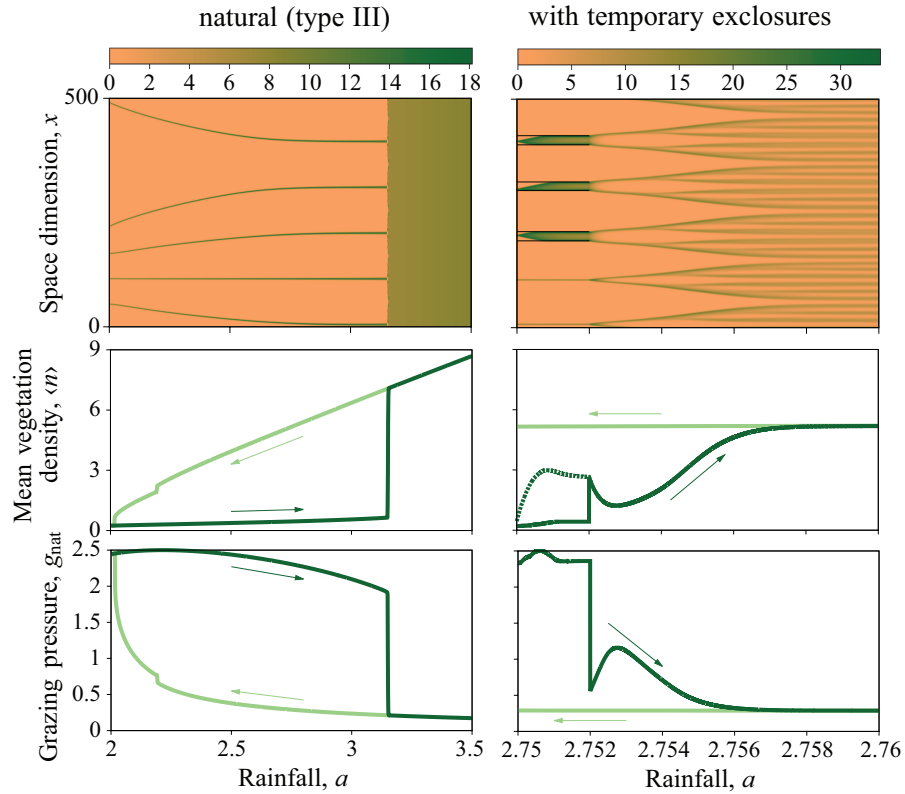 natural (type III)
with temporary exclosures
0 2 4 6 8 10 12 14 16 18
0 5 10 15 20 25 30
Space dimension, x
500
0
Mean vegetation
density, ⟨n⟩
9
6
3
0
Grazing pressure, gnat
2.5
2
1.5
1
0.5
0
2 2.5 3 3.5
2.75 2.752 2.754 2.756 2.758 2.76
Rainfall, a
Rainfall, a